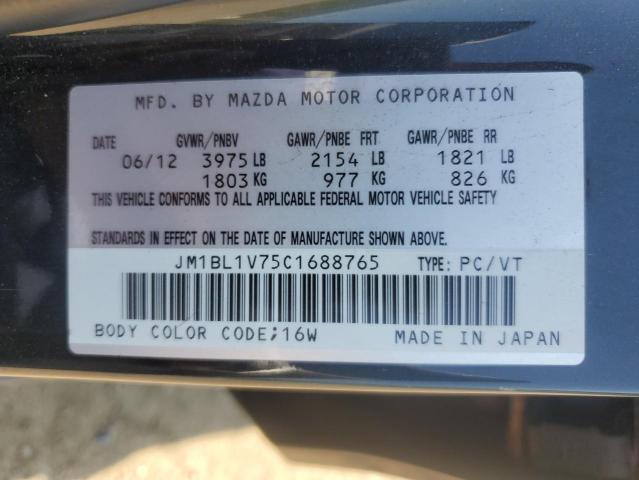 MFD. BY MAZDA MOTOR CORPORATION
DATE GVWR/PNBV GAWR/PNBE FRT GAWR/PNBE RR
06/12 3975 LB 2154 LB 1821 LB
1803 KG 977 KG 826 KG
THIS VEHICLE CONFORMS TO ALL APPLICABLE FEDERAL MOTOR VEHICLE SAFETY
STANDARDS IN EFFECT ON THE DATE OF MANUFACTURE SHOWN ABOVE.
JM1BL1V75C1688765 TYPE: PC/VT
BODY COLOR CODE;16W MADE IN JAPAN